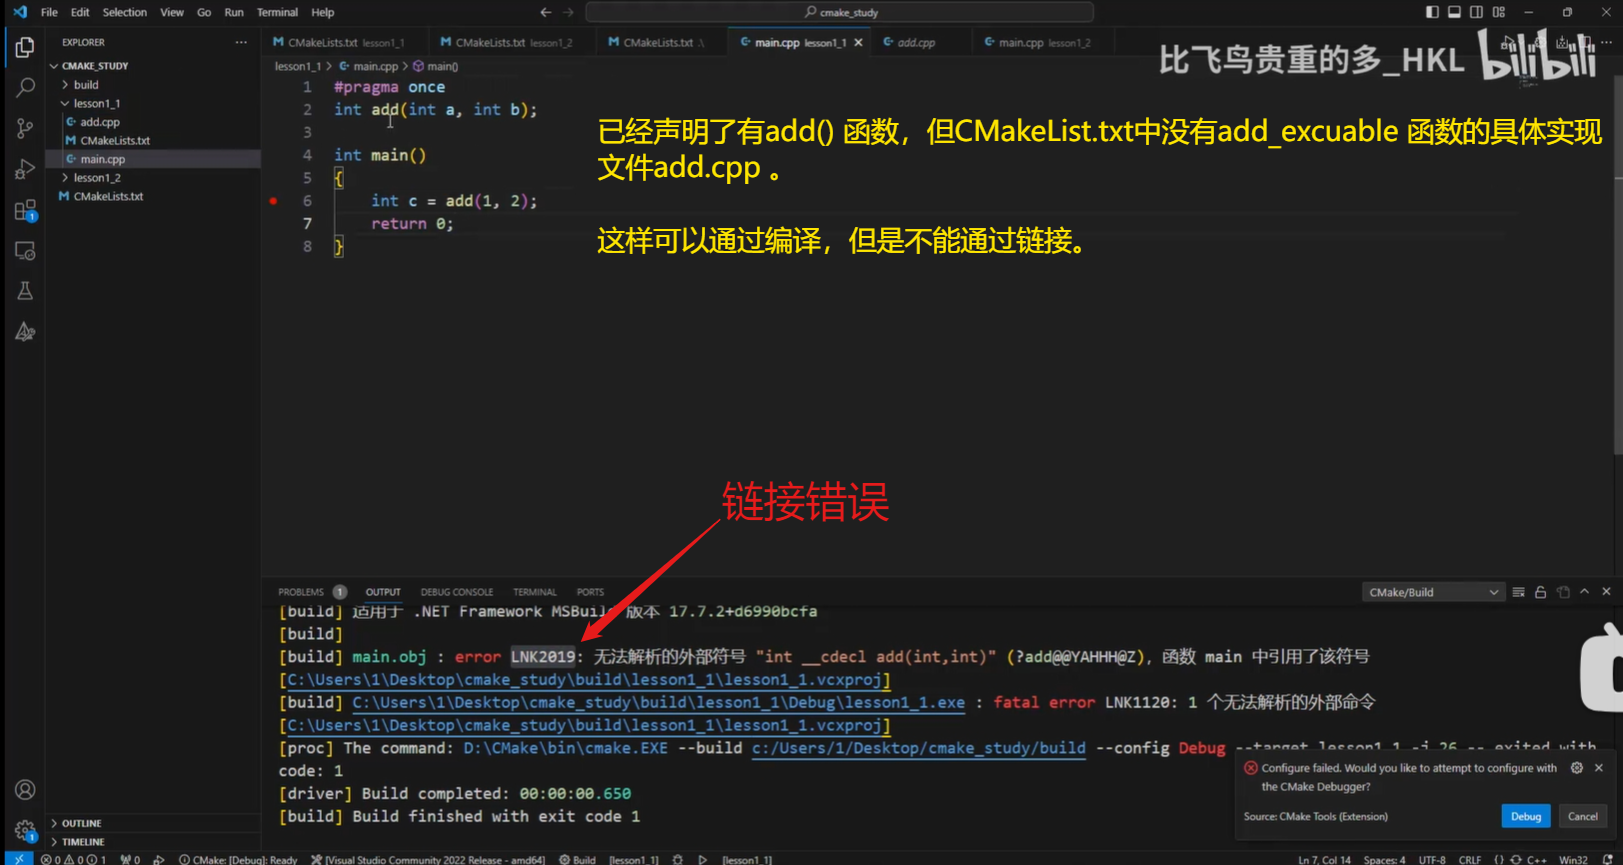 File Edit Selection View Go Run Terminal Help
cmake_study
EXPLORER
CMAKE_STUDY
build
lesson1_1
add.cpp
CMakeLists.txt
main.cpp
lesson1_2
CMakeLists.txt
OUTLINE
TIMELINE
CMakeLists.txt lesson1_1
CMakeLists.txt lesson1_2
CMakeLists.txt .\
main.cpp lesson1_1
add.cpp
main.cpp lesson1_2
比飞鸟贵重的多_HKL bilibili
lesson1_1 > main.cpp > main()
1 #pragma once
2 int add(int a, int b);
3
4 int main()
5 {
6 int c = add(1, 2);
7 return 0;
8 }
已经声明了有add() 函数，但CMakeList.txt中没有add_excuable 函数的具体实现
文件add.cpp 。
这样可以通过编译，但是不能通过链接。
链接错误
PROBLEMS 1 OUTPUT DEBUG CONSOLE TERMINAL PORTS
CMake/Build
[build] 适用于 .NET Framework MSBuild 版本 17.7.2+d6990bcfa
[build]
[build] main.obj : error LNK2019: 无法解析的外部符号 "int __cdecl add(int,int)" (?add@@YAHHH@Z)，函数 main 中引用了该符号
[C:\Users\1\Desktop\cmake_study\build\lesson1_1\lesson1_1.vcxproj]
[build] C:\Users\1\Desktop\cmake_study\build\lesson1_1\Debug\lesson1_1.exe : fatal error LNK1120: 1 个无法解析的外部命令
[C:\Users\1\Desktop\cmake_study\build\lesson1_1\lesson1_1.vcxproj]
[proc] The command: D:\CMake\bin\cmake.EXE --build c:/Users/1/Desktop/cmake_study/build --config Debug --target lesson1_1 -j 26 -- exited with
code: 1
[driver] Build completed: 00:00:00.650
[build] Build finished with exit code 1
Configure failed. Would you like to attempt to configure with
the CMake Debugger?
Source: CMake Tools (Extension)
Debug
Cancel
0 0 1 0 CMake: [Debug]: Ready [Visual Studio Community 2022 Release - amd64] Build [lesson1_1] [lesson1_1]
Ln 7, Col 14 Spaces: 4 UTF-8 CRLF {} C++ Win32